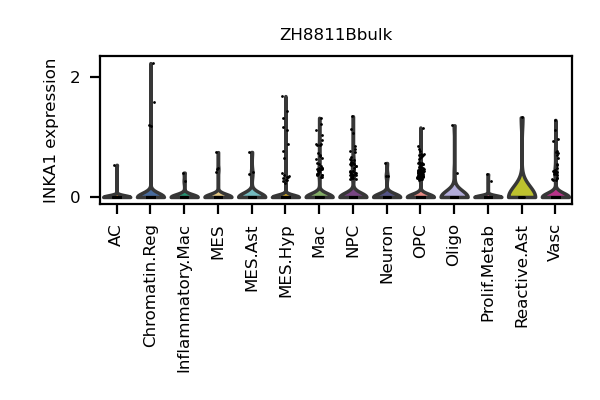 ZH8811Bbulk
INKA1 expression
2
0
AC
Chromatin.Reg
Inflammatory.Mac
MES
MES.Ast
MES.Hyp
Mac
NPC
Neuron
OPC
Oligo
Prolif.Metab
Reactive.Ast
Vasc